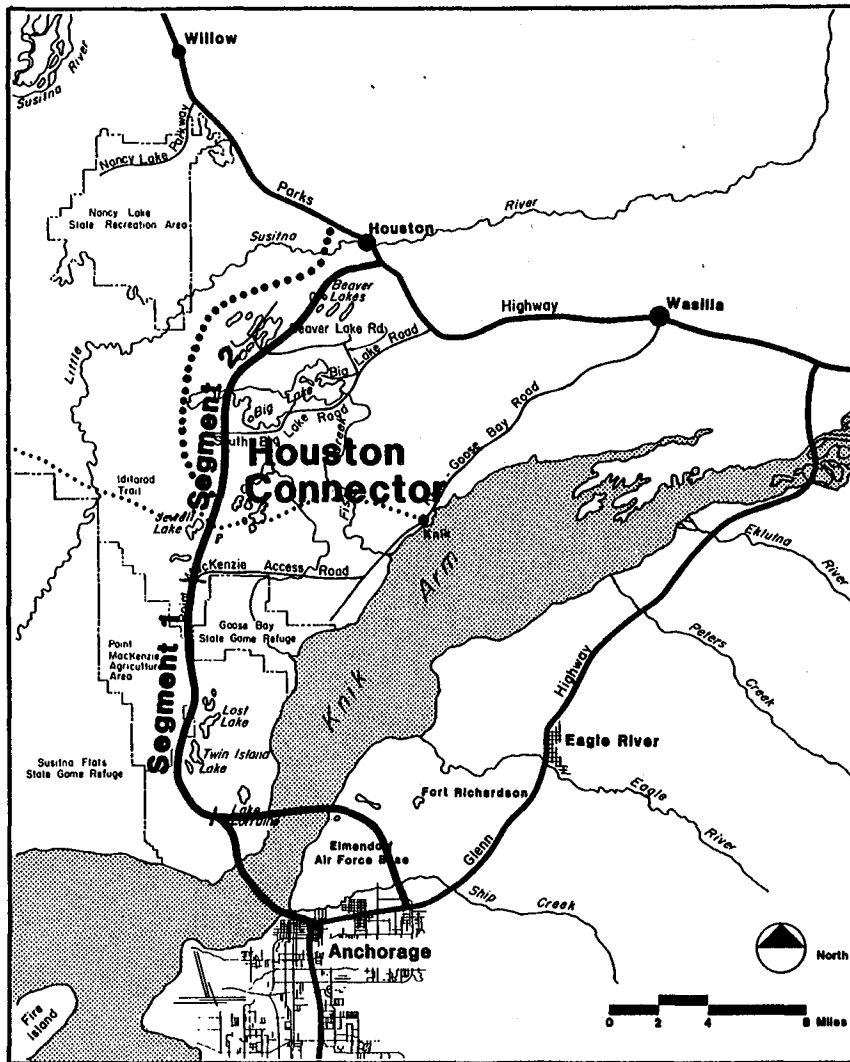 Willow
Susitna
River
Nancy Lake
Parkway
Nancy Lake
State Recreation Area
Parks
Houston
River
Susitna
Little
Beaver
Lakes
Beaver Lake Rd.
Highway
Wasilla
Big
Lake Road
Big
Lake
South Big
Lake Road
Goose Bay Road
Segment 2
Houston
Connector
Iditarod
Trail
Lake
Knik
Point MacKenzie Access Road
Knik Arm
Eklutna
River
Goose Bay
State Game Refuge
Peters
Creek
Point
MacKenzie
Agricultural
Area
Segment 1
Highway
Lost
Lake
Twin Island
Lake
Eagle River
Susitna Flats
State Game Refuge
Fort Richardson
Eagle
River
Lake
Lorraine
Elmendorf
Air Force Base
Glenn
Ship
Creek
Anchorage
North
Fire
Island
0 2 4 8
Miles